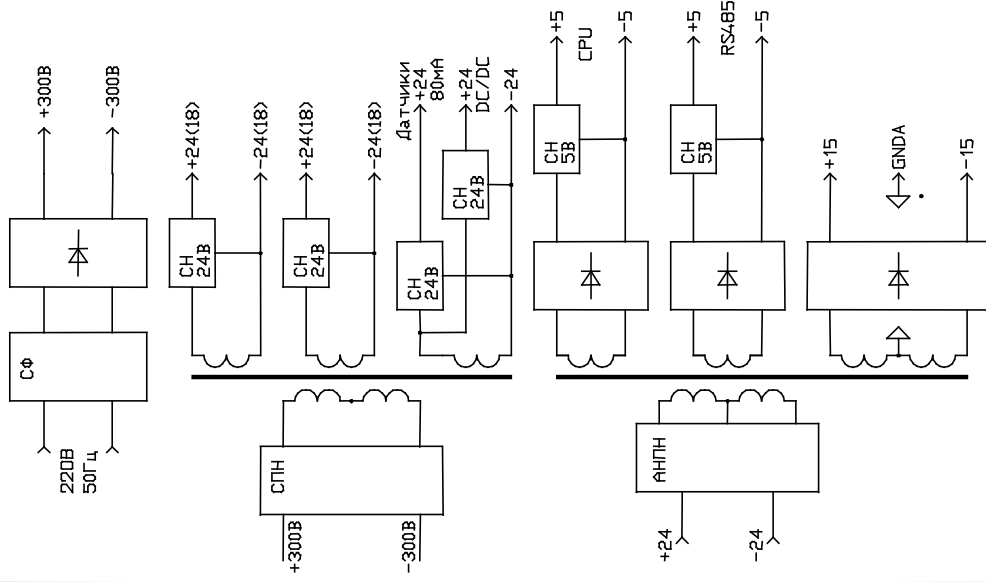 220В
50Гц
СФ
+300В
-300В
+300В
-300В
СПН
СН
24В
+24(18)
-24(18)
СН
24В
+24(18)
-24(18)
СН
24В
Датчики
+24
80мА
СН
24В
+24
DC/DC
-24
+24
-24
АНПН
СН
5В
+5
CPU
-5
СН
5В
+5
RS485
-5
+15
GNDA
-15